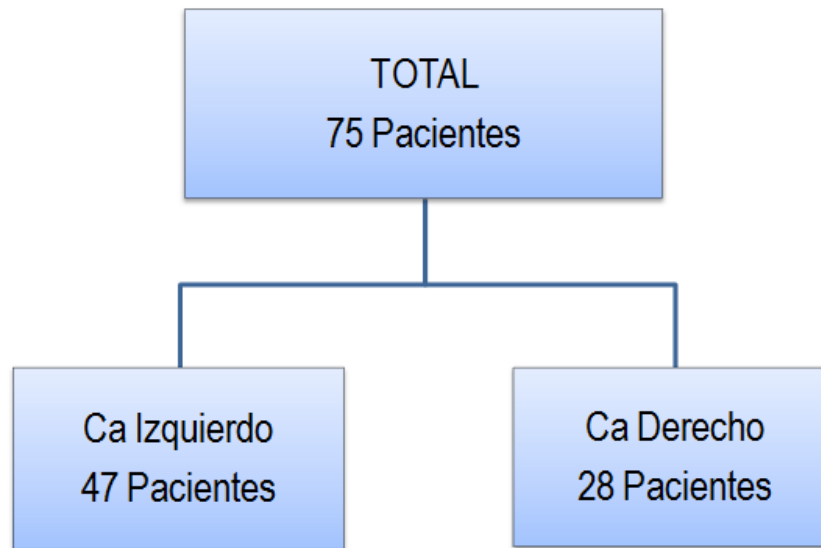 TOTAL
75 Pacientes
Ca Izquierdo
47 Pacientes
Ca Derecho
28 Pacientes